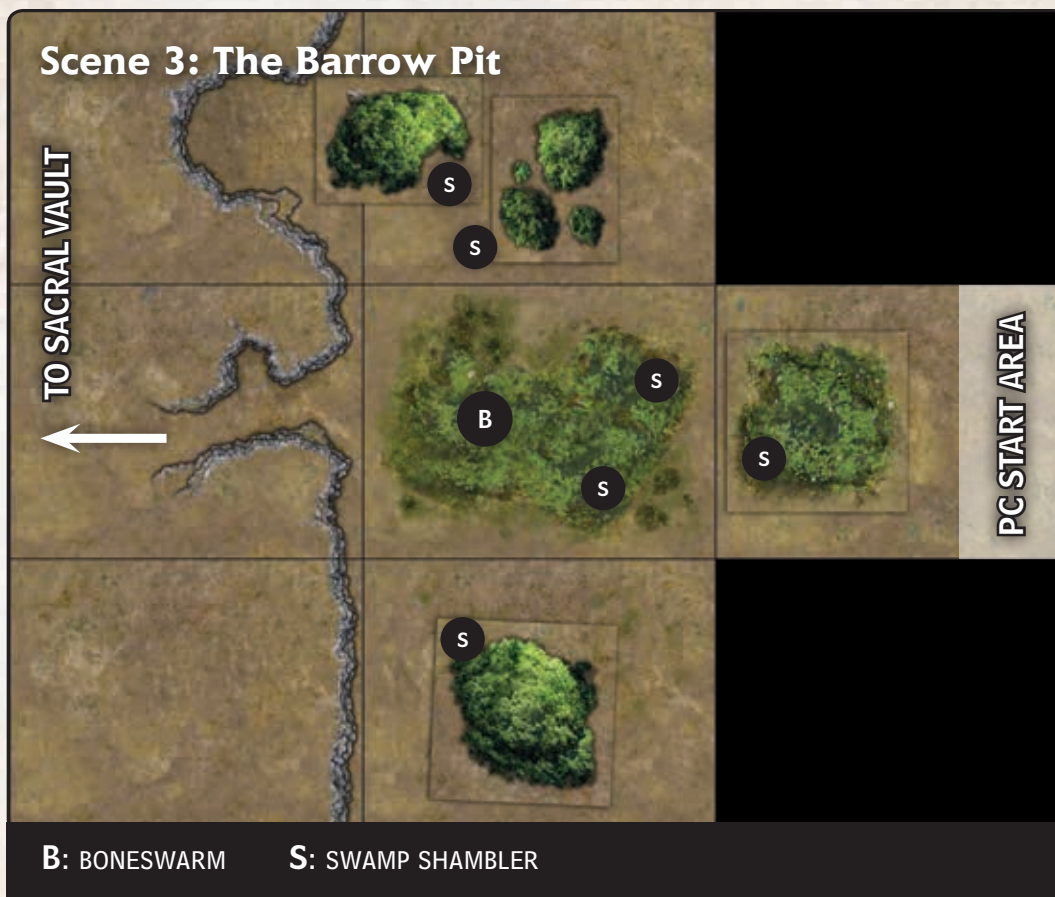 Scene 3: The Barrow Pit
TO SACRAL VAULT
S
S
S
B
S
S
PC START AREA
S
B: BONESWARM S: SWAMP SHAMBLER